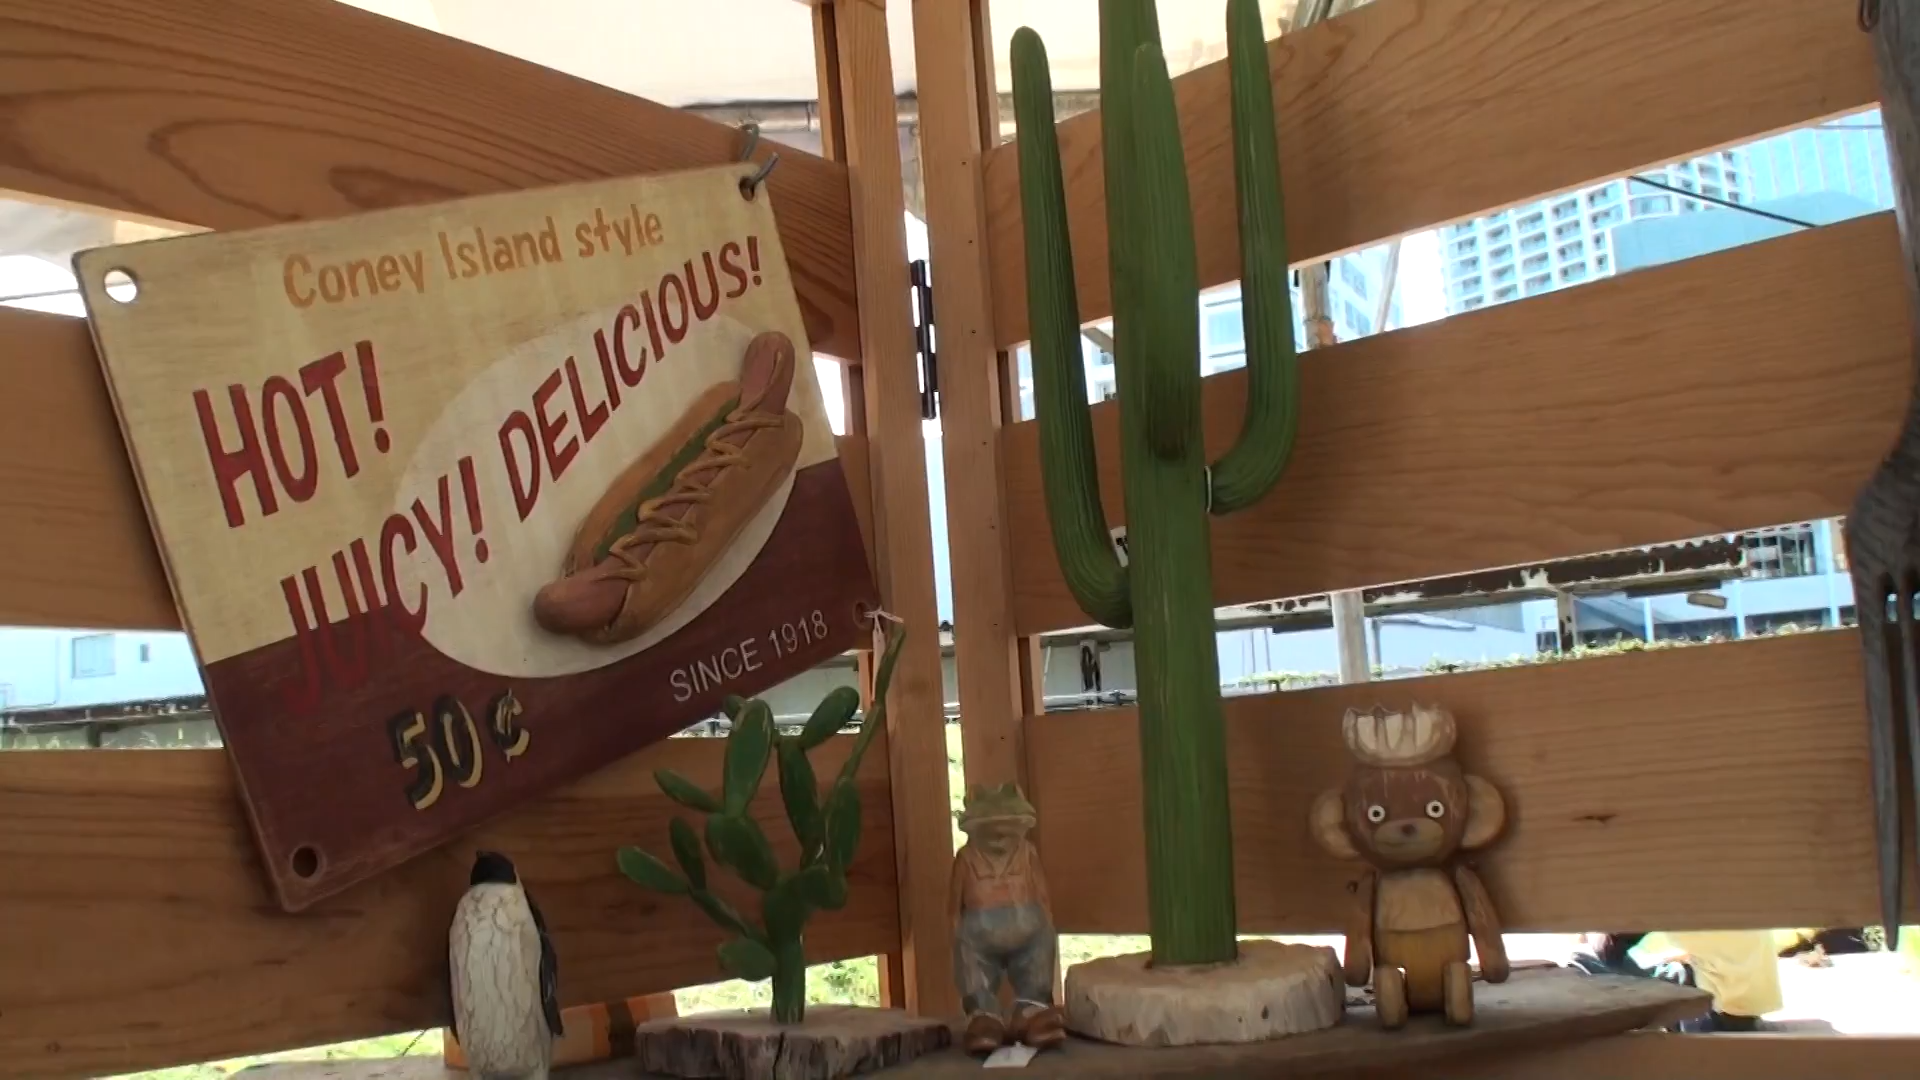 Coney Island style
HOT!
JUICY! DELICIOUS!
SINCE 1918
50¢